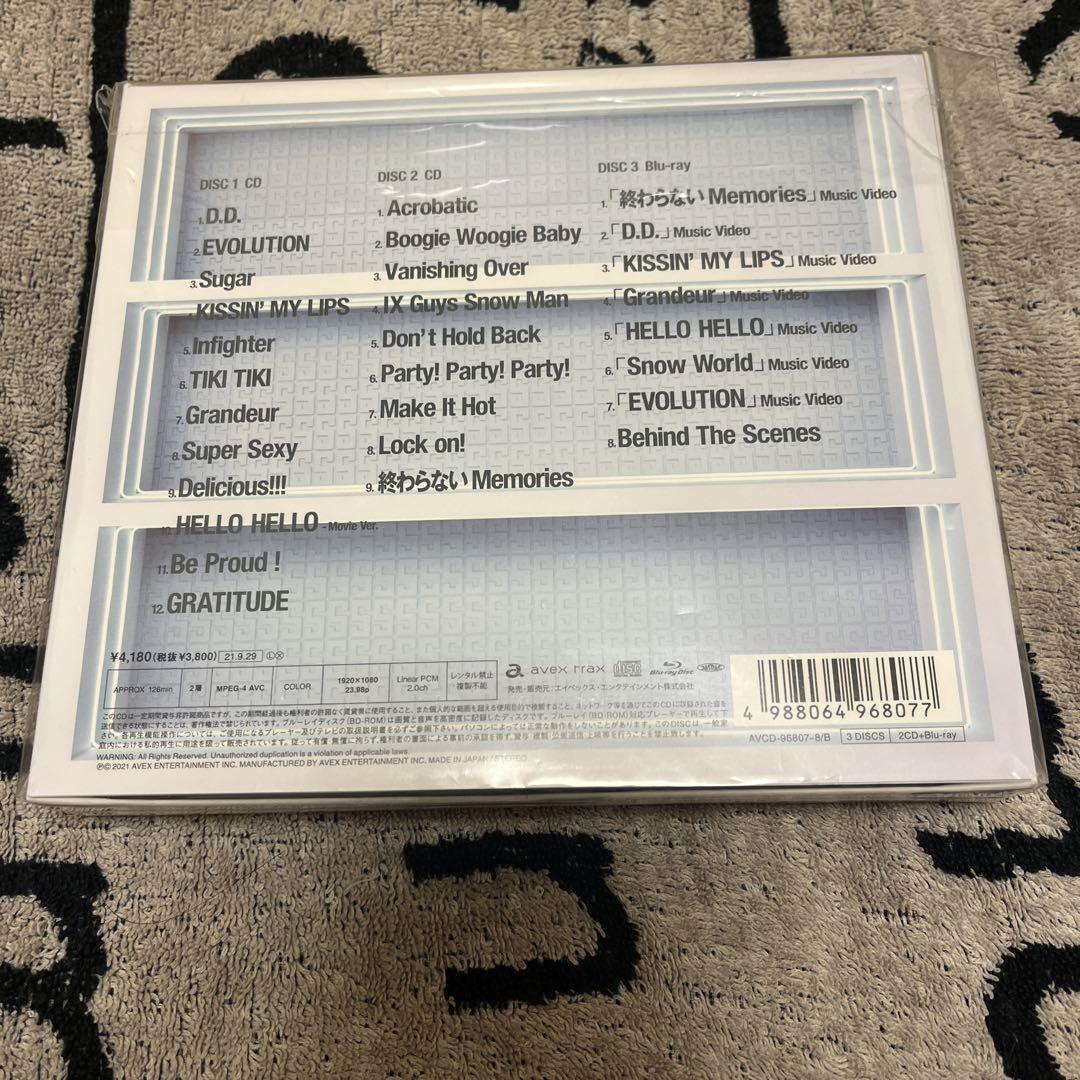 DISC 1 CD
1. D.D.
2. EVOLUTION
3. Sugar
4. KISSIN' MY LIPS
5. Infighter
6. TIKI TIKI
7. Grandeur
8. Super Sexy
9. Delicious!!!
10. HELLO HELLO - Movie Ver.
11. Be Proud !
12. GRATITUDE
DISC 2 CD
1. Acrobatic
2. Boogie Woogie Baby
3. Vanishing Over
4. IX Guys Snow Man
5. Don't Hold Back
6. Party! Party! Party!
7. Make It Hot
8. Lock on!
9. 終わらない Memories
DISC 3 Blu-ray
1.「終わらない Memories」Music Video
2.「D.D.」Music Video
3.「KISSIN' MY LIPS」Music Video
4.「Grandeur」Music Video
5.「HELLO HELLO」Music Video
6.「Snow World」Music Video
7.「EVOLUTION」Music Video
8. Behind The Scenes
¥4,180(税抜 ¥3,800) 21.9.29 Ⓛ
APPROX 126min 2層 MPEG-4 AVC COLOR 1920×1080 23.98p Linear PCM 2.0ch レンタル禁止 複製不能
avex trax Blu-ray Disc
発売・販売元:エイベックス・エンタテインメント株式会社
WARNING: All Rights Reserved. Unauthorized duplication is a violation of applicable laws.
Ⓟ© 2021 AVEX ENTERTAINMENT INC. MANUFACTURED BY AVEX ENTERTAINMENT INC. MADE IN JAPAN / STEREO
4 988064 968077
AVCD-96807-8/B 3 DISCS 2CD+Blu-ray